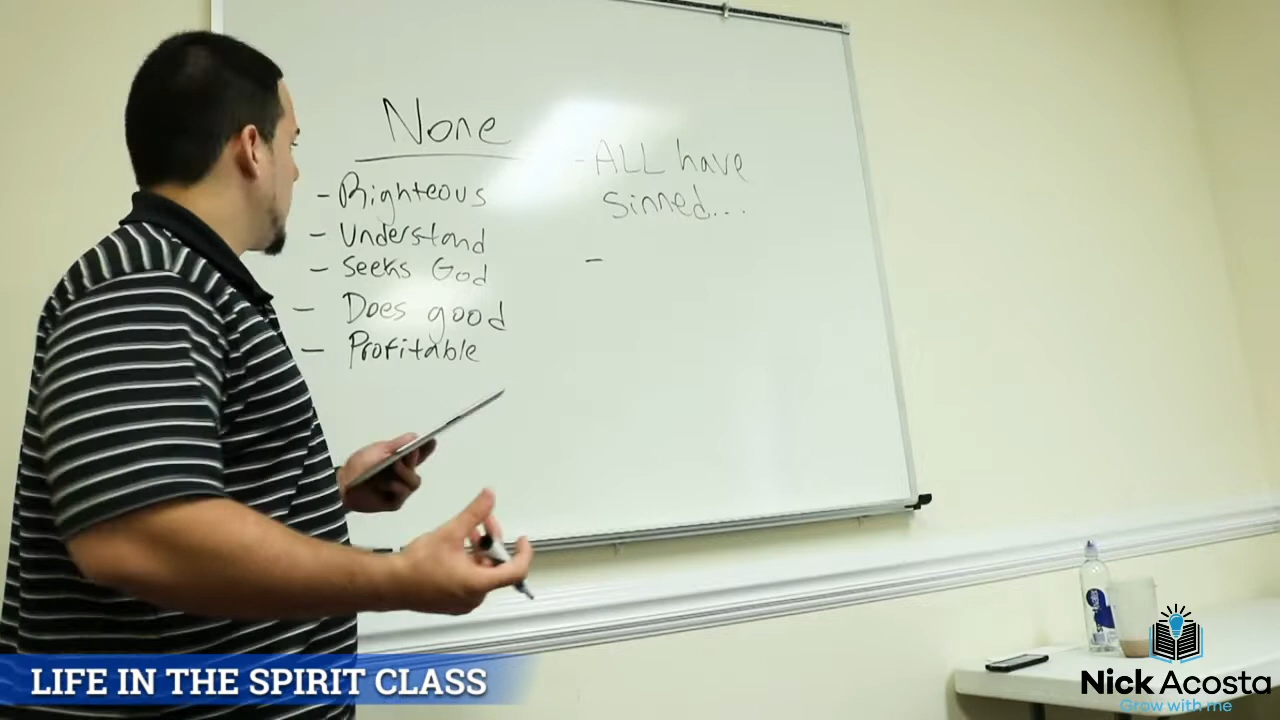 None
- Righteous
- Understand
- Seeks God
- Does good
- Profitable
- ALL have
sinned...
-
LIFE IN THE SPIRIT CLASS
Nick Acosta
Grow with me